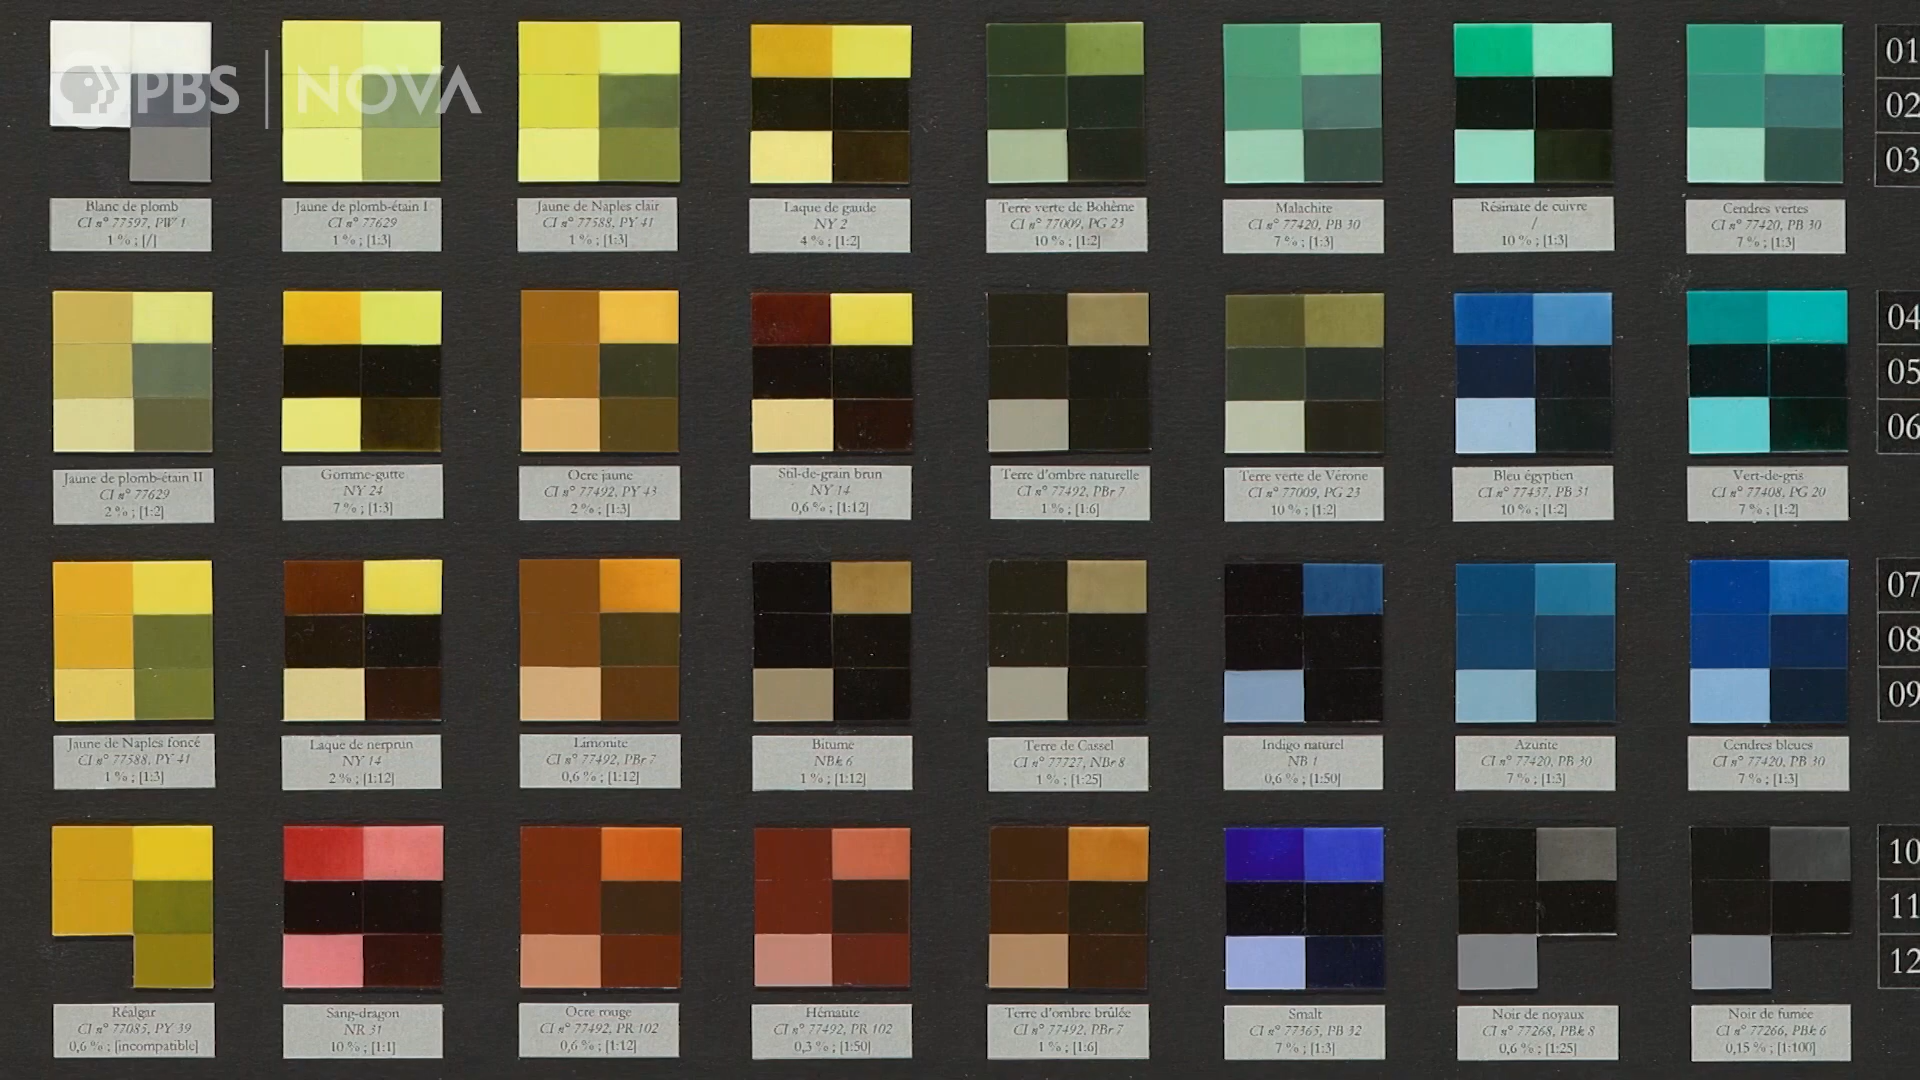 PBS NOVA
Blanc de plomb
CI n° 77597, PW 1
1 % ; [/]
Jaune de plomb-étain I
CI n° 77629
1 % ; [1:3]
Jaune de Naples clair
CI n° 77588, PY 41
1 % ; [1:3]
Laque de gaude
NY 2
4 % ; [1:2]
Terre verte de Bohème
CI n° 77009, PG 23
10 % ; [1:2]
Malachite
CI n° 77420, PB 30
7 % ; [1:3]
Résinate de cuivre
/
10 % ; [1:3]
Cendres vertes
CI n° 77420, PB 30
7 % ; [1:3]
01
02
03
Jaune de plomb-étain II
CI n° 77629
2 % ; [1:2]
Gomme-gutte
NY 24
7 % ; [1:3]
Ocre jaune
CI n° 77492, PY 43
2 % ; [1:3]
Stil-de-grain brun
NY 14
0,6 % ; [1:12]
Terre d'ombre naturelle
CI n° 77492, PBr 7
1 % ; [1:6]
Terre verte de Vérone
CI n° 77009, PG 23
10 % ; [1:2]
Bleu égyptien
CI n° 77437, PB 31
10 % ; [1:2]
Vert-de-gris
CI n° 77408, PG 20
7 % ; [1:2]
04
05
06
Jaune de Naples foncé
CI n° 77588, PY 41
1 % ; [1:3]
Laque de nerprun
NY 14
2 % ; [1:12]
Limonite
CI n° 77492, PBr 7
0,6 % ; [1:12]
Bitume
NBk 6
1 % ; [1:12]
Terre de Cassel
CI n° 77727, NBr 8
1 % ; [1:25]
Indigo naturel
NB 1
0,6 % ; [1:50]
Azurite
CI n° 77420, PB 30
7 % ; [1:3]
Cendres bleues
CI n° 77420, PB 30
7 % ; [1:3]
07
08
09
Réalgar
CI n° 77085, PY 39
0,6 % ; [incompatible]
Sang-dragon
NR 31
10 % ; [1:1]
Ocre rouge
CI n° 77492, PR 102
0,6 % ; [1:12]
Hématite
CI n° 77492, PR 102
0,3 % ; [1:50]
Terre d'ombre brûlée
CI n° 77492, PBr 7
1 % ; [1:6]
Smalt
CI n° 77365, PB 32
7 % ; [1:3]
Noir de noyaux
CI n° 77268, PBk 8
0,6 % ; [1:25]
Noir de fumée
CI n° 77266, PBk 6
0,15 % ; [1:100]
10
11
12